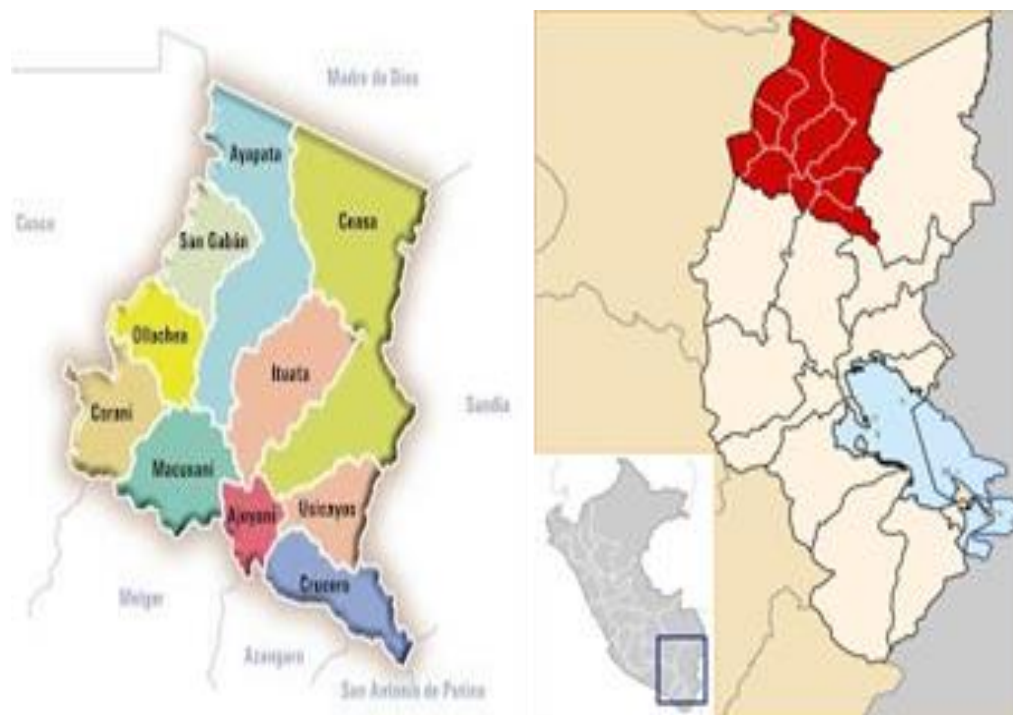 Madre de Dios
Ayapata
Cusco
Coasa
San Gabán
Ollachea
Ituata
Corani
Sandia
Macusani
Ajoyani
Usicayos
Crucero
Melgar
Azangaro
San Antonio de Putina